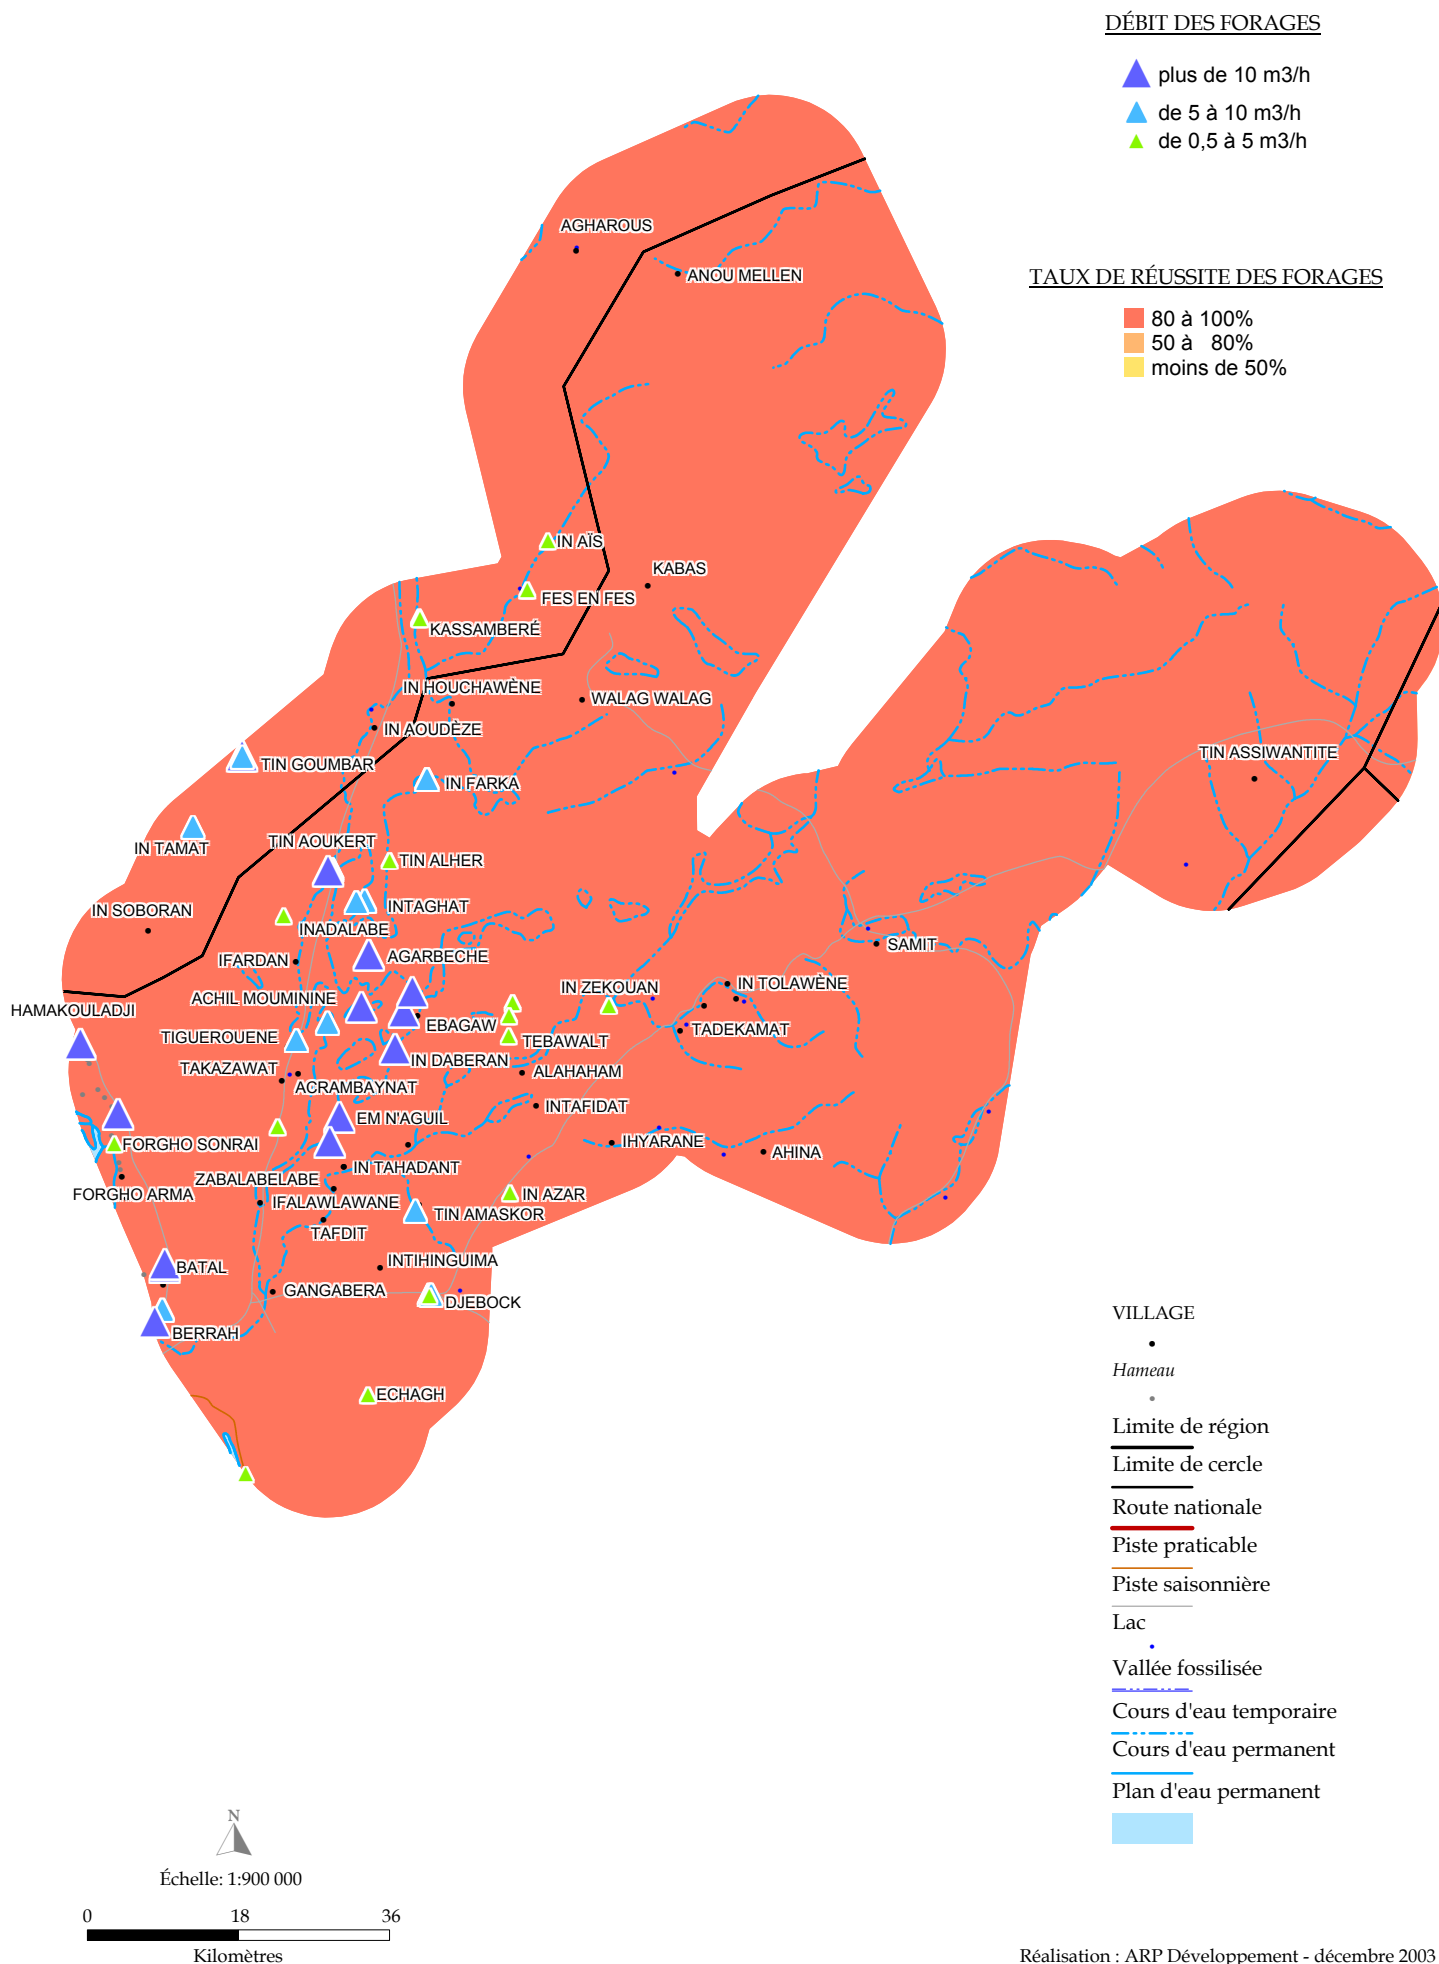 DÉBIT DES FORAGES
plus de 10 m3/h
de 5 à 10 m3/h
de 0,5 à 5 m3/h
TAUX DE RÉUSSITE DES FORAGES
80 à 100%
50 à 80%
moins de 50%
AGHAROUS
ANOU MELLEN
IN AÏS
KABAS
FES EN FES
KASSAMBERÉ
IN HOUCHAWÈNE
WALAG WALAG
IN AOUDÈZE
TIN ASSIWANTITE
TIN GOUMBAR
IN FARKA
TIN AOUKERT
IN TAMAT
TIN ALHER
INTAGHAT
IN SOBORAN
INADALABE
SAMIT
IFARDAN
AGARBECHE
IN ZEKOUAN
IN TOLAWÈNE
ACHIL MOUMININE
HAMAKOULADJI
EBAGAW
TADEKAMAT
TIGUEROUENE
TEBAWALT
IN DABERAN
TAKAZAWAT
ALAHAHAM
ACRAMBAYNAT
INTAFIDAT
EM N'AGUIL
FORGHO SONRAI
IHYARANE
AHINA
IN TAHADANT
ZABALABELABE
FORGHO ARMA
IN AZAR
IFALAWLAWANE
TIN AMASKOR
TAFDIT
INTIHINGUIMA
BATAL
GANGABERA
DJEBOCK
BERRAH
ECHAGH
VILLAGE
Hameau
Limite de région
Limite de cercle
Route nationale
Piste praticable
Piste saisonnière
Lac
Vallée fossilisée
Cours d'eau temporaire
Cours d'eau permanent
Plan d'eau permanent
N
Échelle: 1:900 000
0 18 36
Kilomètres
Réalisation : ARP Développement - décembre 2003